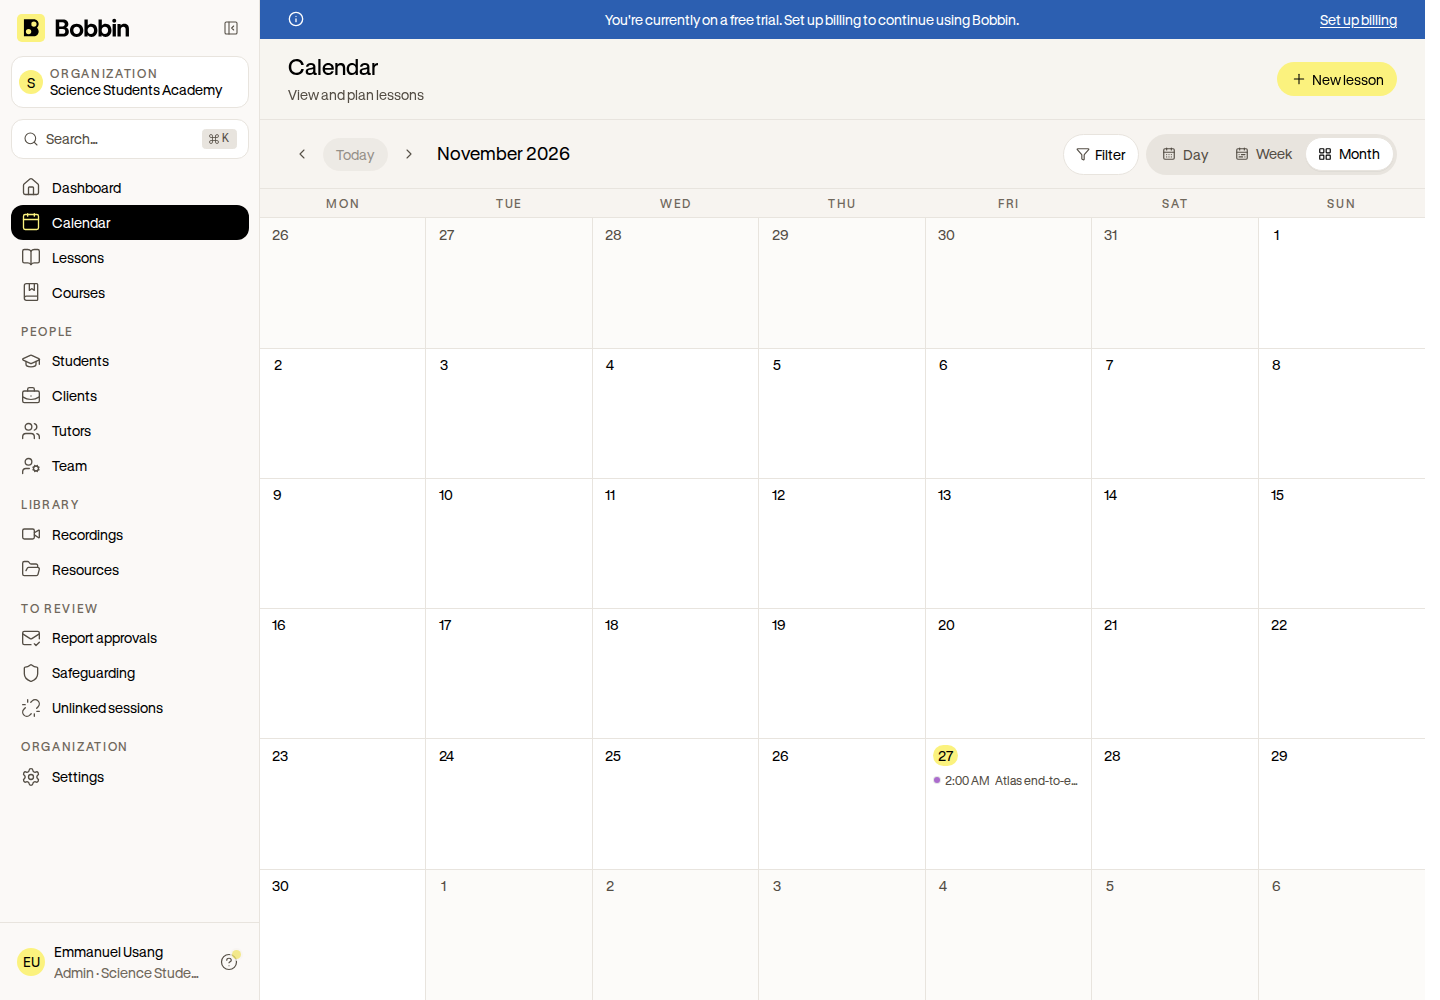 Bobbin
ORGANIZATION
S
Science Students Academy
Search...
⌘ K
Dashboard
Calendar
Lessons
Courses
PEOPLE
Students
Clients
Tutors
Team
LIBRARY
Recordings
Resources
TO REVIEW
Report approvals
Safeguarding
Unlinked sessions
ORGANIZATION
Settings
EU
Emmanuel Usang
Admin · Science Stude...
You're currently on a free trial. Set up billing to continue using Bobbin.
Set up billing
Calendar
View and plan lessons
+ New lesson
Today
November 2026
Filter
Day
Week
Month
MON TUE WED THU FRI SAT SUN
26 27 28 29 30 31 1
2 3 4 5 6 7 8
9 10 11 12 13 14 15
16 17 18 19 20 21 22
23 24 25 26 27 28 29
2:00 AM Atlas end-to-e...
30 1 2 3 4 5 6